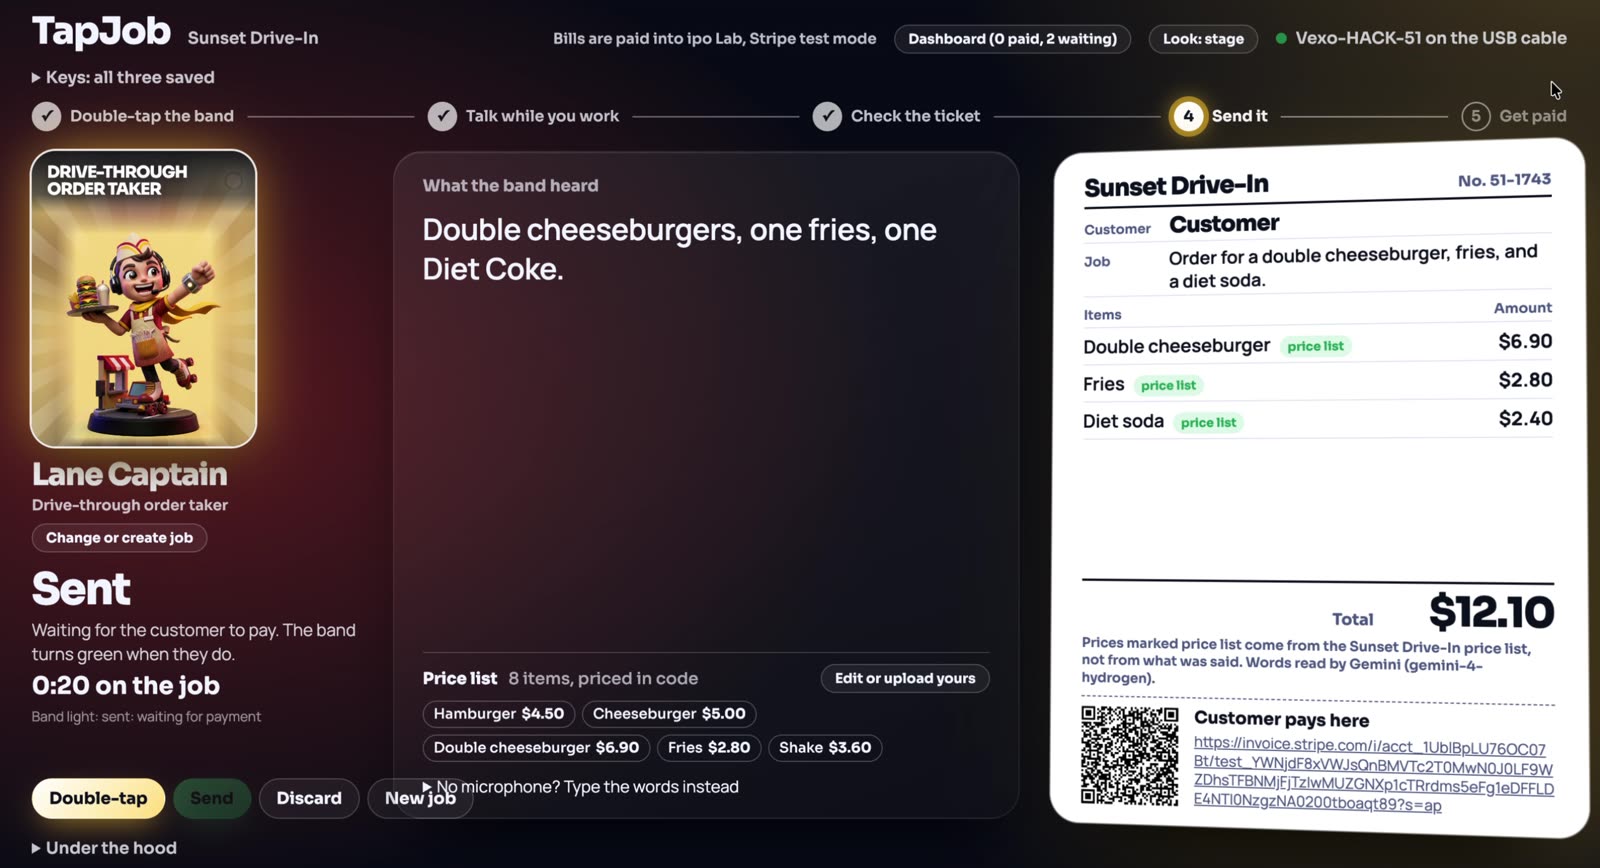 TapJob Sunset Drive-In
Bills are paid into ipo Lab, Stripe test mode
Dashboard (0 paid, 2 waiting)
Look: stage
Vexo-HACK-51 on the USB cable
Keys: all three saved
Double-tap the band
Talk while you work
Check the ticket
4 Send it
5 Get paid
DRIVE-THROUGH
ORDER TAKER
Lane Captain
Drive-through order taker
Change or create job
Sent
Waiting for the customer to pay. The band
turns green when they do.
0:20 on the job
Band light: sent: waiting for payment
Double-tap
Send
Discard
New job
Under the hood
What the band heard
Double cheeseburgers, one fries, one
Diet Coke.
Price list 8 items, priced in code
Edit or upload yours
Hamburger $4.50
Cheeseburger $5.00
Double cheeseburger $6.90
Fries $2.80
Shake $3.60
No microphone? Type the words instead
Sunset Drive-In
No. 51-1743
Customer Customer
Job Order for a double cheeseburger, fries, and
a diet soda.
Items Amount
Double cheeseburger price list $6.90
Fries price list $2.80
Diet soda price list $2.40
Total $12.10
Prices marked price list come from the Sunset Drive-In price list,
not from what was said. Words read by Gemini (gemini-4-
hydrogen).
Customer pays here